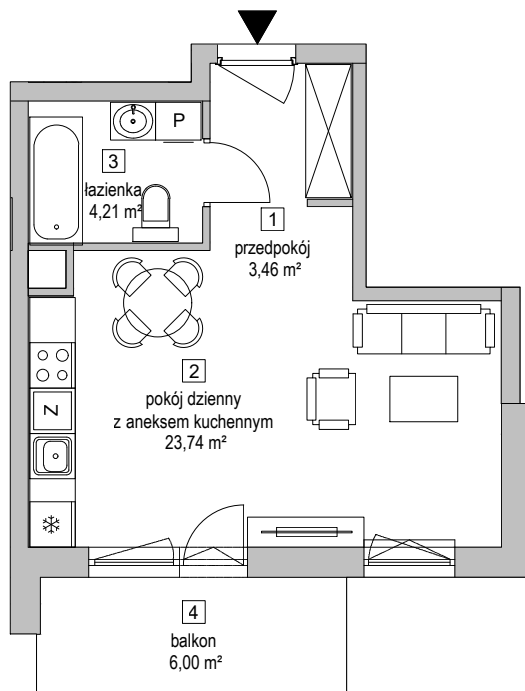 P
3
łazienka
4,21 m²
1
przedpokój
3,46 m²
2
pokój dzienny
z aneksem kuchennym
23,74 m²
Z
4
balkon
6,00 m²